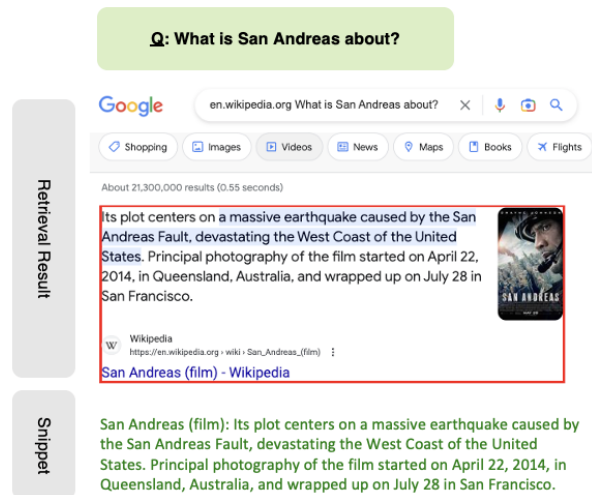 Q: What is San Andreas about?
Retrieval Result
Google
en.wikipedia.org What is San Andreas about?
Shopping
Images
Videos
News
Maps
Books
Flights
About 21,300,000 results (0.55 seconds)
Its plot centers on a massive earthquake caused by the San
Andreas Fault, devastating the West Coast of the United
States. Principal photography of the film started on April 22,
2014, in Queensland, Australia, and wrapped up on July 28 in
San Francisco.
SAN ANDREAS
W
Wikipedia
https://en.wikipedia.org › wiki › San_Andreas_(film)
San Andreas (film) - Wikipedia
Snippet
San Andreas (film): Its plot centers on a massive earthquake caused by
the San Andreas Fault, devastating the West Coast of the United
States. Principal photography of the film started on April 22, 2014, in
Queensland, Australia, and wrapped up on July 28 in San Francisco.